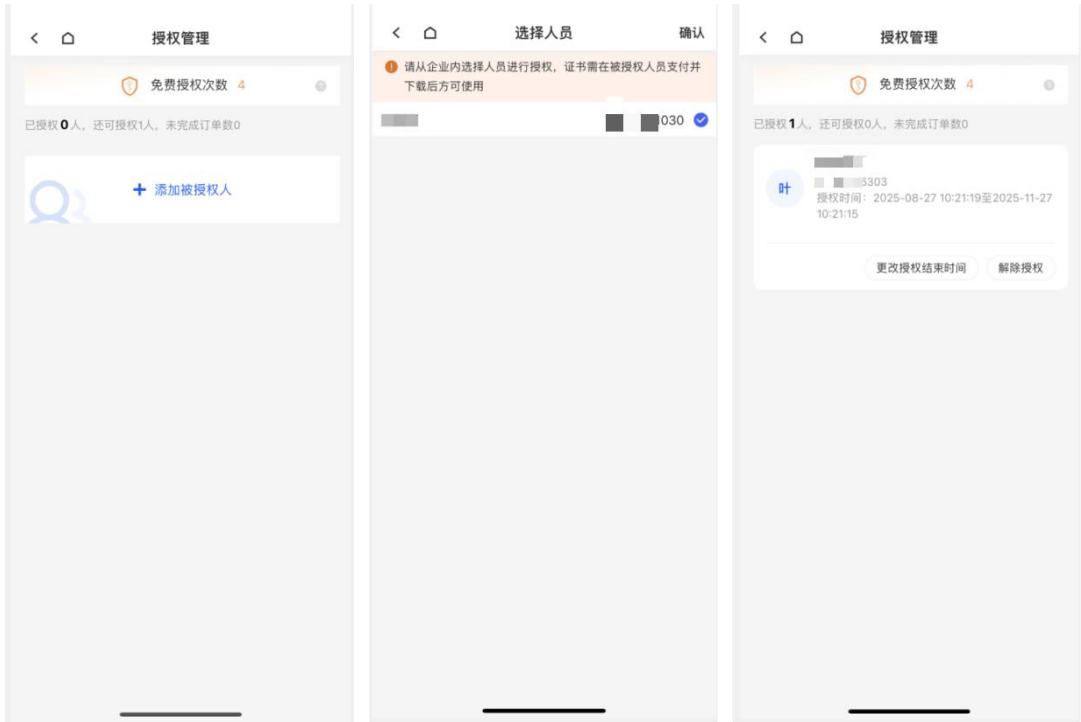 授权管理
免费授权次数 4
已授权0人，还可授权1人，未完成订单数0
添加被授权人
选择人员
确认
请从企业内选择人员进行授权，证书需在被授权人员支付并
下载后方可使用
030
授权管理
免费授权次数 4
已授权1人，还可授权0人，未完成订单数0
叶
5303
授权时间：2025-08-27 10:21:19至2025-11-27
10:21:15
更改授权结束时间
解除授权